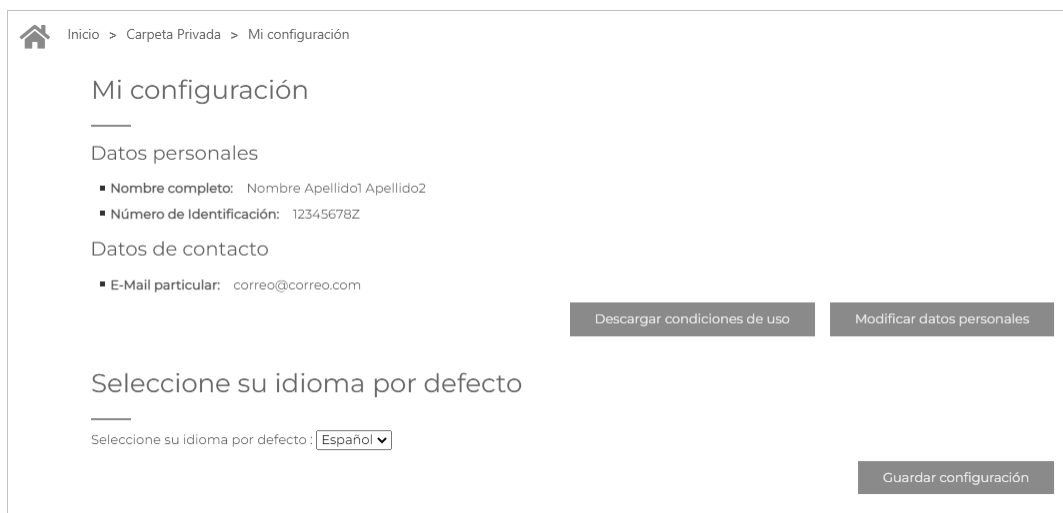 Inicio > Carpeta Privada > Mi configuración
Mi configuración
Datos personales
Nombre completo: Nombre Apellido1 Apellido2
Número de Identificación: 12345678Z
Datos de contacto
E-Mail particular: correo@correo.com
Descargar condiciones de uso Modificar datos personales
Seleccione su idioma por defecto
Seleccione su idioma por defecto : Español
Guardar configuración